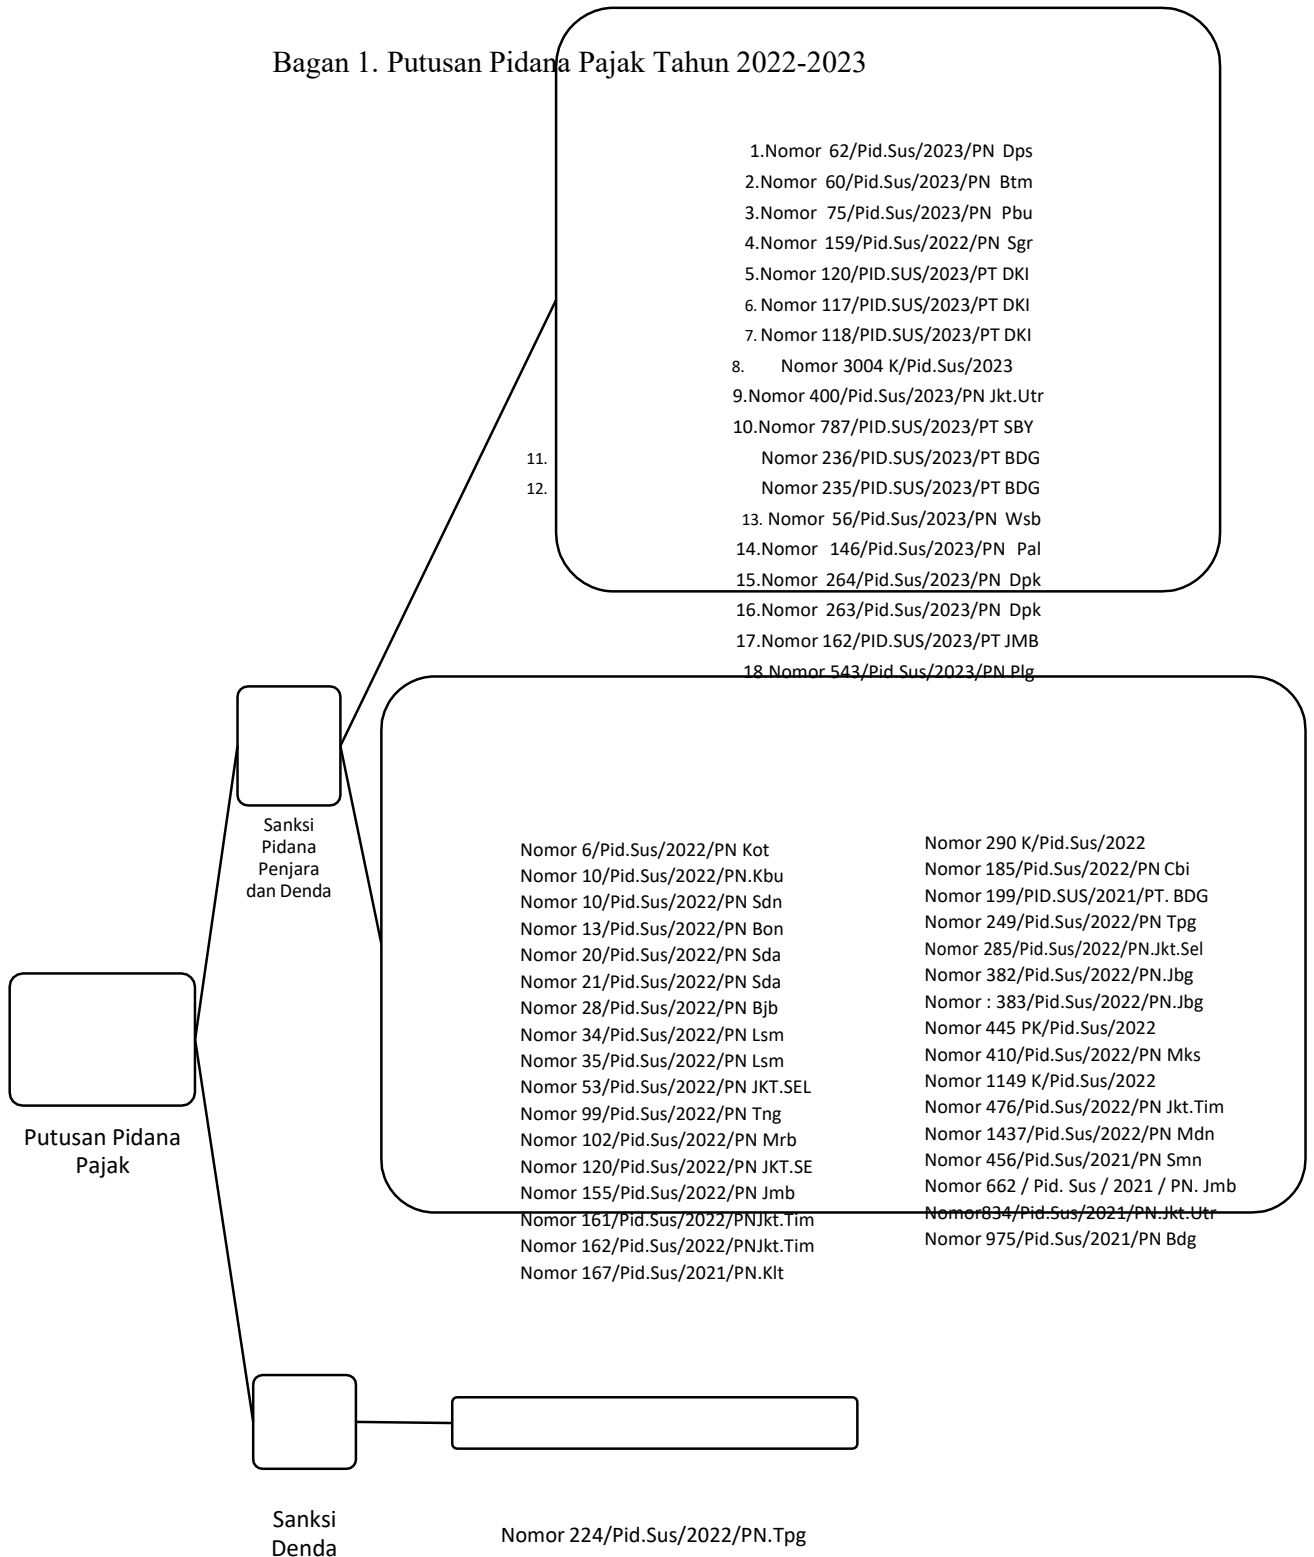 Bagan 1. Putusan Pidana Pajak Tahun 2022-2023
1.Nomor 62/Pid.Sus/2023/PN Dps
2.Nomor 60/Pid.Sus/2023/PN Btm
3.Nomor 75/Pid.Sus/2023/PN Pbu
4.Nomor 159/Pid.Sus/2022/PN Sgr
5.Nomor 120/PID.SUS/2023/PT DKI
6. Nomor 117/PID.SUS/2023/PT DKI
7. Nomor 118/PID.SUS/2023/PT DKI
8. Nomor 3004 K/Pid.Sus/2023
9.Nomor 400/Pid.Sus/2023/PN Jkt.Utr
10.Nomor 787/PID.SUS/2023/PT SBY
11. Nomor 236/PID.SUS/2023/PT BDG
12. Nomor 235/PID.SUS/2023/PT BDG
13. Nomor 56/Pid.Sus/2023/PN Wsb
14.Nomor 146/Pid.Sus/2023/PN Pal
15.Nomor 264/Pid.Sus/2023/PN Dpk
16.Nomor 263/Pid.Sus/2023/PN Dpk
17.Nomor 162/PID.SUS/2023/PT JMB
18.Nomor 543/Pid.Sus/2023/PN Plg
Sanksi
Pidana
Penjara
dan Denda
Nomor 6/Pid.Sus/2022/PN Kot
Nomor 10/Pid.Sus/2022/PN.Kbu
Nomor 10/Pid.Sus/2022/PN Sdn
Nomor 13/Pid.Sus/2022/PN Bon
Nomor 20/Pid.Sus/2022/PN Sda
Nomor 21/Pid.Sus/2022/PN Sda
Nomor 28/Pid.Sus/2022/PN Bjb
Nomor 34/Pid.Sus/2022/PN Lsm
Nomor 35/Pid.Sus/2022/PN Lsm
Nomor 53/Pid.Sus/2022/PN JKT.SEL
Nomor 99/Pid.Sus/2022/PN Tng
Nomor 102/Pid.Sus/2022/PN Mrb
Nomor 120/Pid.Sus/2022/PN JKT.SE
Nomor 155/Pid.Sus/2022/PN Jmb
Nomor 161/Pid.Sus/2022/PNJkt.Tim
Nomor 162/Pid.Sus/2022/PNJkt.Tim
Nomor 167/Pid.Sus/2021/PN.Klt
Nomor 290 K/Pid.Sus/2022
Nomor 185/Pid.Sus/2022/PN Cbi
Nomor 199/PID.SUS/2021/PT. BDG
Nomor 249/Pid.Sus/2022/PN Tpg
Nomor 285/Pid.Sus/2022/PN.Jkt.Sel
Nomor 382/Pid.Sus/2022/PN.Jbg
Nomor : 383/Pid.Sus/2022/PN.Jbg
Nomor 445 PK/Pid.Sus/2022
Nomor 410/Pid.Sus/2022/PN Mks
Nomor 1149 K/Pid.Sus/2022
Nomor 476/Pid.Sus/2022/PN Jkt.Tim
Nomor 1437/Pid.Sus/2022/PN Mdn
Nomor 456/Pid.Sus/2021/PN Smn
Nomor 662 / Pid. Sus / 2021 / PN. Jmb
Nomor834/Pid.Sus/2021/PN.Jkt.Utr
Nomor 975/Pid.Sus/2021/PN Bdg
Putusan Pidana
Pajak
Sanksi
Denda
Nomor 224/Pid.Sus/2022/PN.Tpg